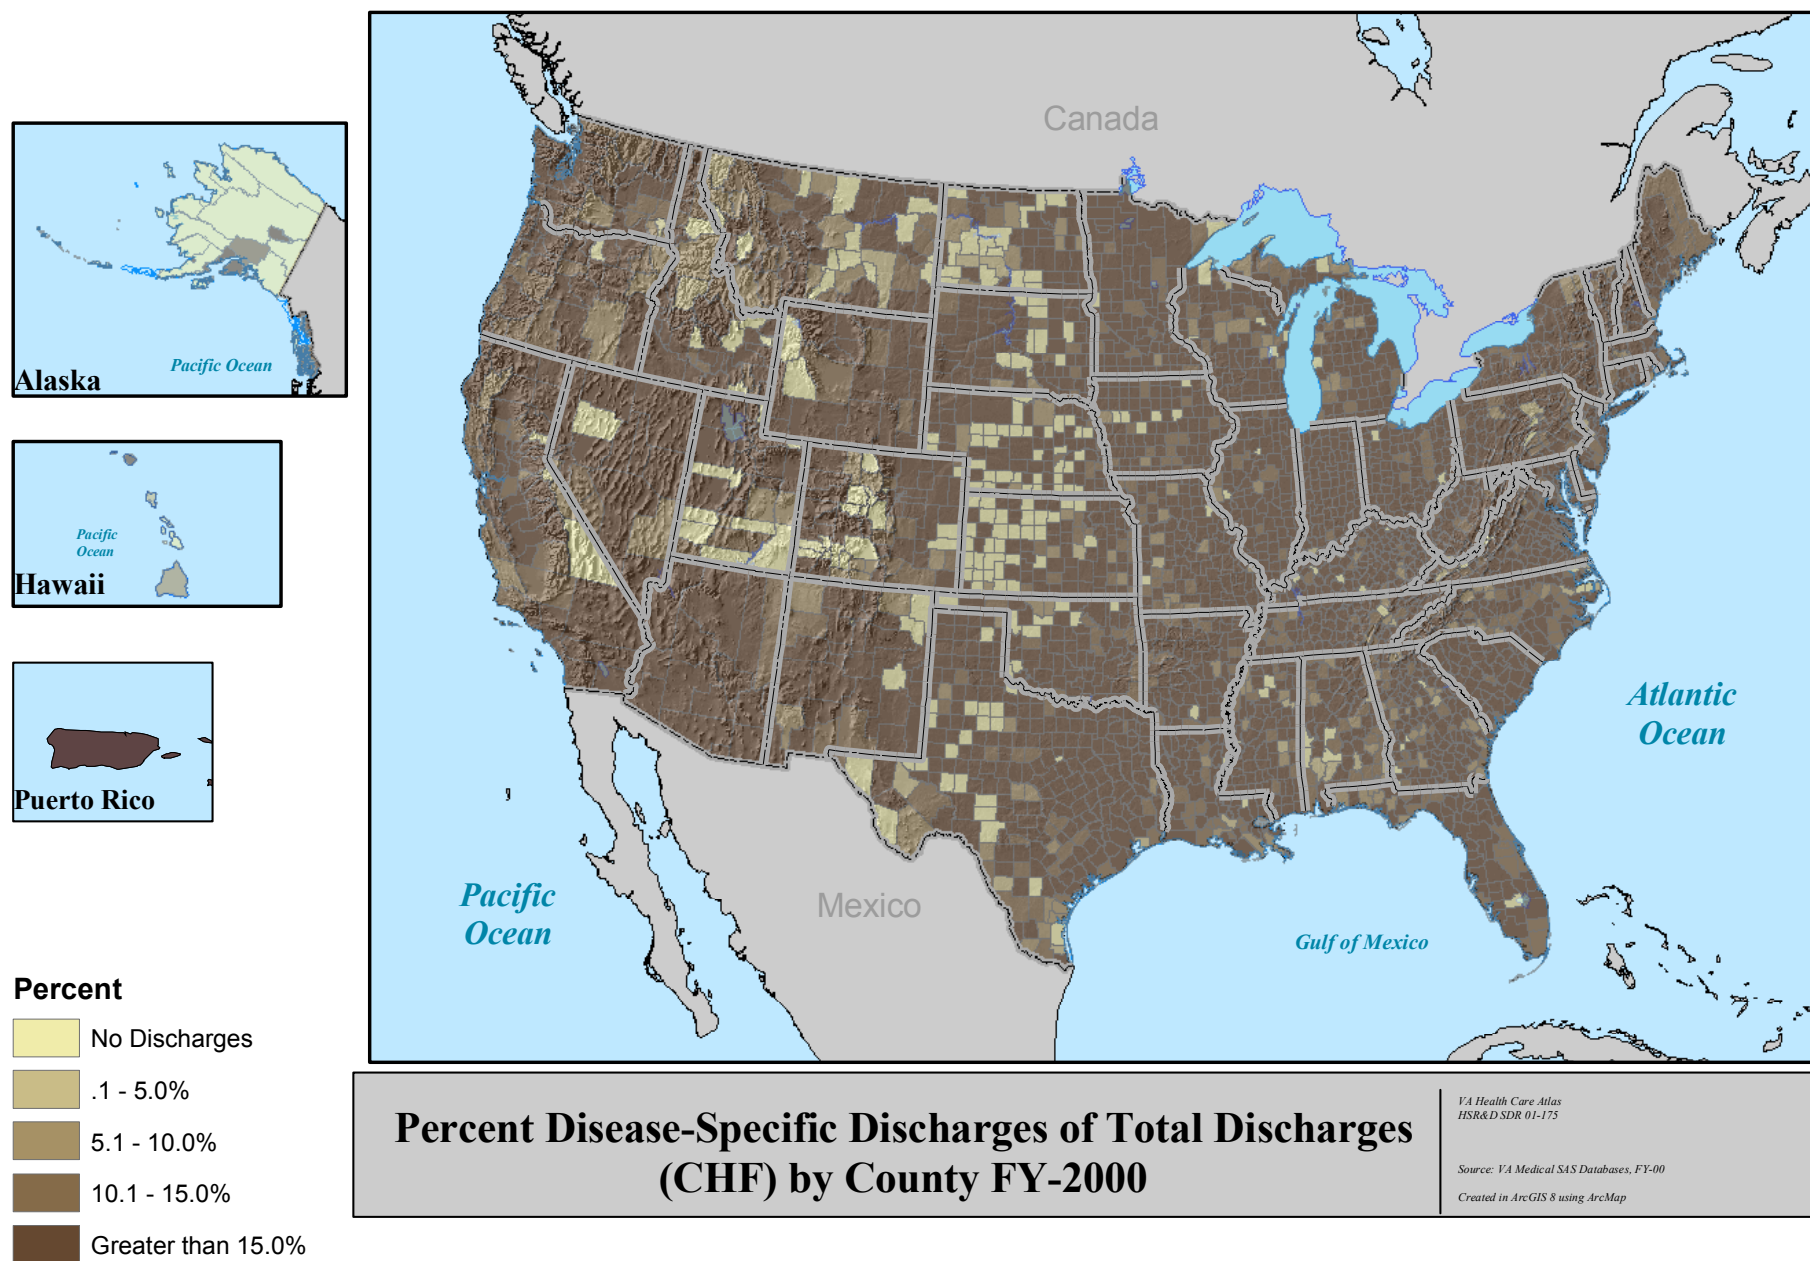 Canada
Pacific Ocean
Alaska
Pacific
Ocean
Hawaii
Puerto Rico
Atlantic
Ocean
Pacific
Ocean
Mexico
Gulf of Mexico
Percent
No Discharges
.1 - 5.0%
5.1 - 10.0%
10.1 - 15.0%
Greater than 15.0%
Percent Disease-Specific Discharges of Total Discharges
(CHF) by County FY-2000
VA Health Care Atlas
HSR&D SDR 01-175
Source: VA Medical SAS Databases, FY-00
Created in ArcGIS 8 using ArcMap